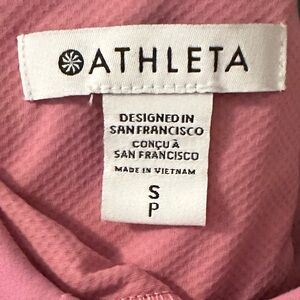 ATHLETA
DESIGNED IN
SAN FRANCISCO
CONÇU À
SAN FRANCISCO
MADE IN VIETNAM
S
P